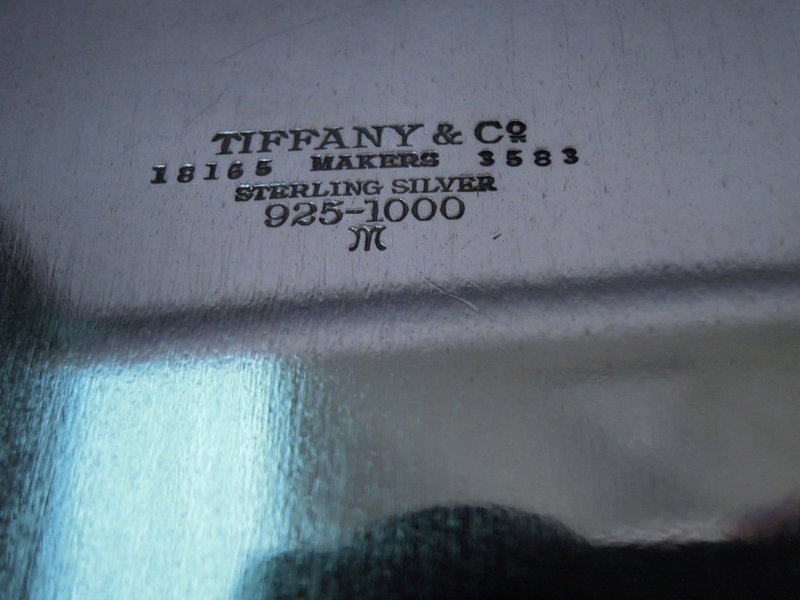 TIFFANY & Co
18165 MAKERS 3583
STERLING SILVER
925-1000
M